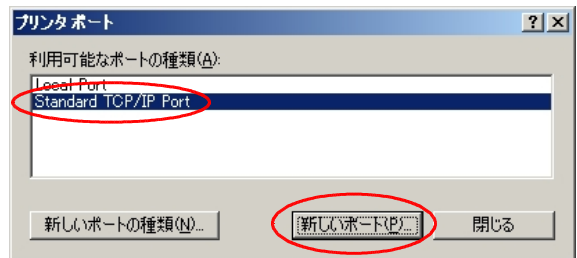 プリンタ ポート
利用可能なポートの種類(A):
Local Port
Standard TCP/IP Port
新しいポートの種類(N)... 新しいポート(P)... 閉じる